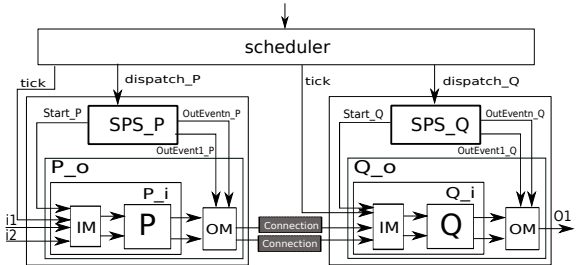 scheduler
tick
dispatch_P
tick
dispatch_Q
Start_P
SPS_P
OutEventn_P
Start_Q
SPS_Q
OutEventn_Q
OutEvent1_P
OutEvent1_Q
P_o
Q_o
P_i
Q_i
i1
i2
IM
P
OM
Connection
Connection
IM
Q
OM
O1